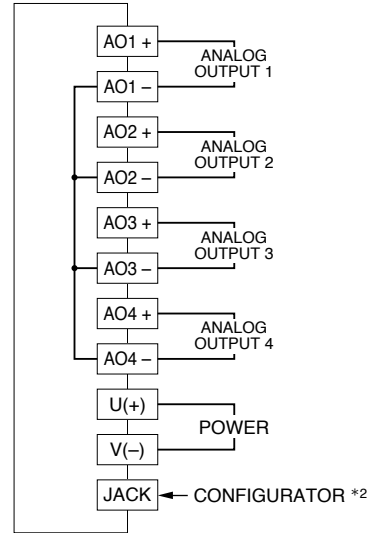 AO1 +
ANALOG
OUTPUT 1
AO1 –
AO2 +
ANALOG
OUTPUT 2
AO2 –
AO3 +
ANALOG
OUTPUT 3
AO3 –
AO4 +
ANALOG
OUTPUT 4
AO4 –
U(+)
POWER
V(–)
JACK
CONFIGURATOR *2